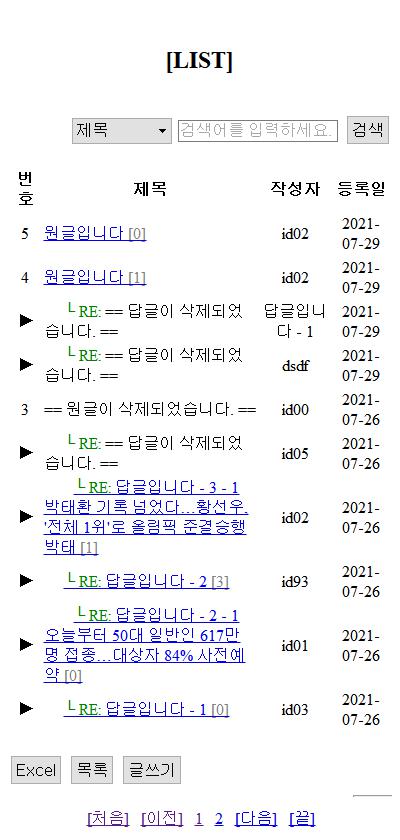 [LIST]
제목 검색어를 입력하세요. 검색
번호 제목 작성자 등록일
5 원글입니다 [0] id02 2021-07-29
4 원글입니다 [1] id02 2021-07-29
▶ └ RE: == 답글이 삭제되었 답글입니 2021-
습니다. == 다 - 1 07-29
▶ └ RE: == 답글이 삭제되었 dsdf 2021-
습니다. == 07-29
3 == 원글이 삭제되었습니다. == id00 2021-07-26
▶ └ RE: == 답글이 삭제되었 id05 2021-
습니다. == 07-26
└ RE: 답글입니다 - 3 - 1
박태환 기록 넘었다…황선우, 2021-
▶ '전체 1위'로 올림픽 준결승행 id02 07-26
박태 [1]
▶ └ RE: 답글입니다 - 2 [3] id93 2021-07-26
└ RE: 답글입니다 - 2 - 1
오늘부터 50대 일반인 617만 2021-
▶ 명 접종…대상자 84% 사전예 id01 07-26
약 [0]
▶ └ RE: 답글입니다 - 1 [0] id03 2021-07-26
Excel 목록 글쓰기
[처음] [이전] 1 2 [다음] [끝]